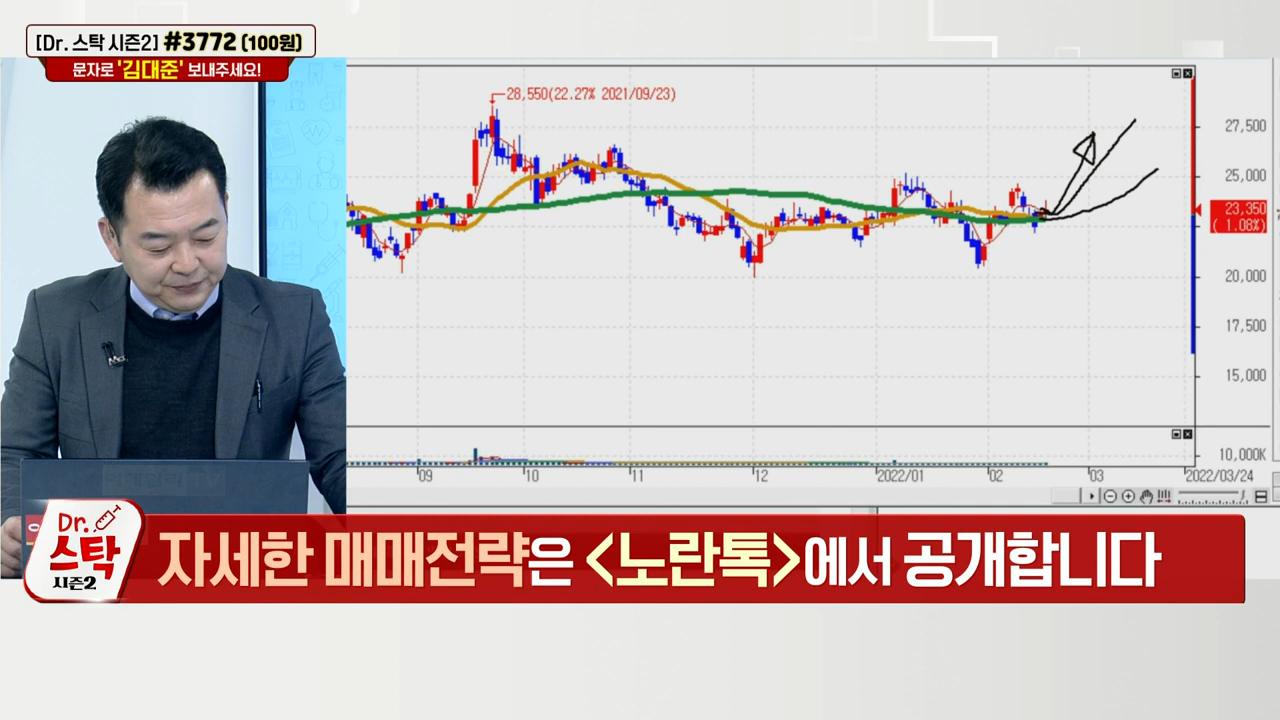 [Dr. 스탁 시즌2] #3772 (100원)
문자로 '김대준' 보내주세요!
28,550(22.27% 2021/09/23)
27,500
25,000
23,350
( 1.08%)
20,000
17,500
15,000
10,000K
09
10
11
12
2022/01
02
03
2022/03/24
Dr.
스탁
시즌2
자세한 매매전략은 <노란톡>에서 공개합니다